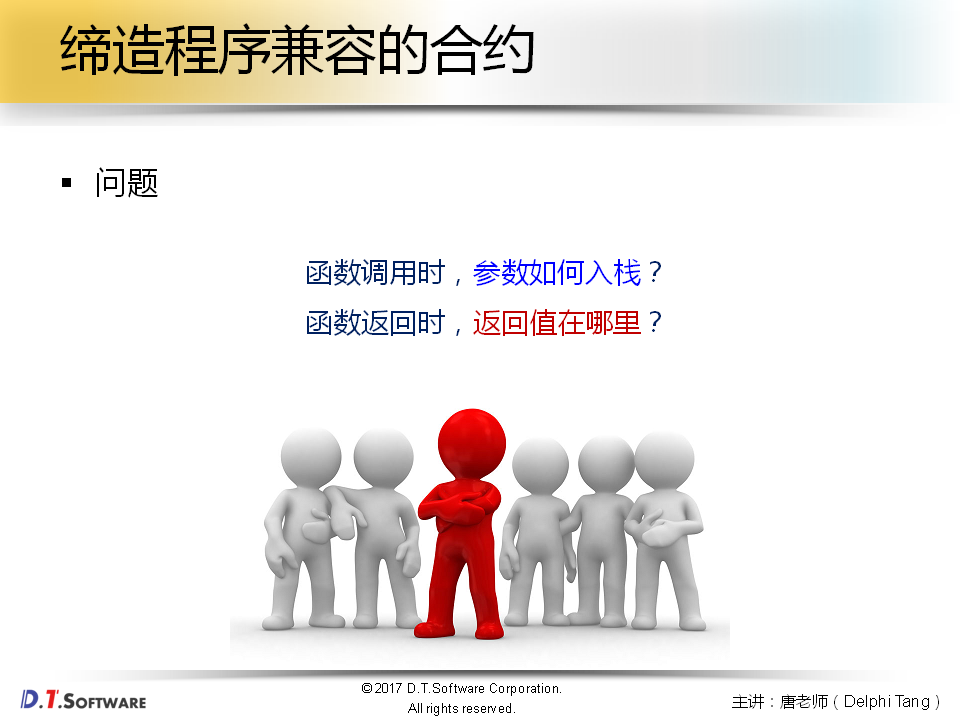 缔造程序兼容的合约
▪ 问题
函数调用时，参数如何入栈？
函数返回时，返回值在哪里？
D.T.SOFTWARE
©2017 D.T.Software Corporation.
All rights reserved.
主讲：唐老师（Delphi Tang）